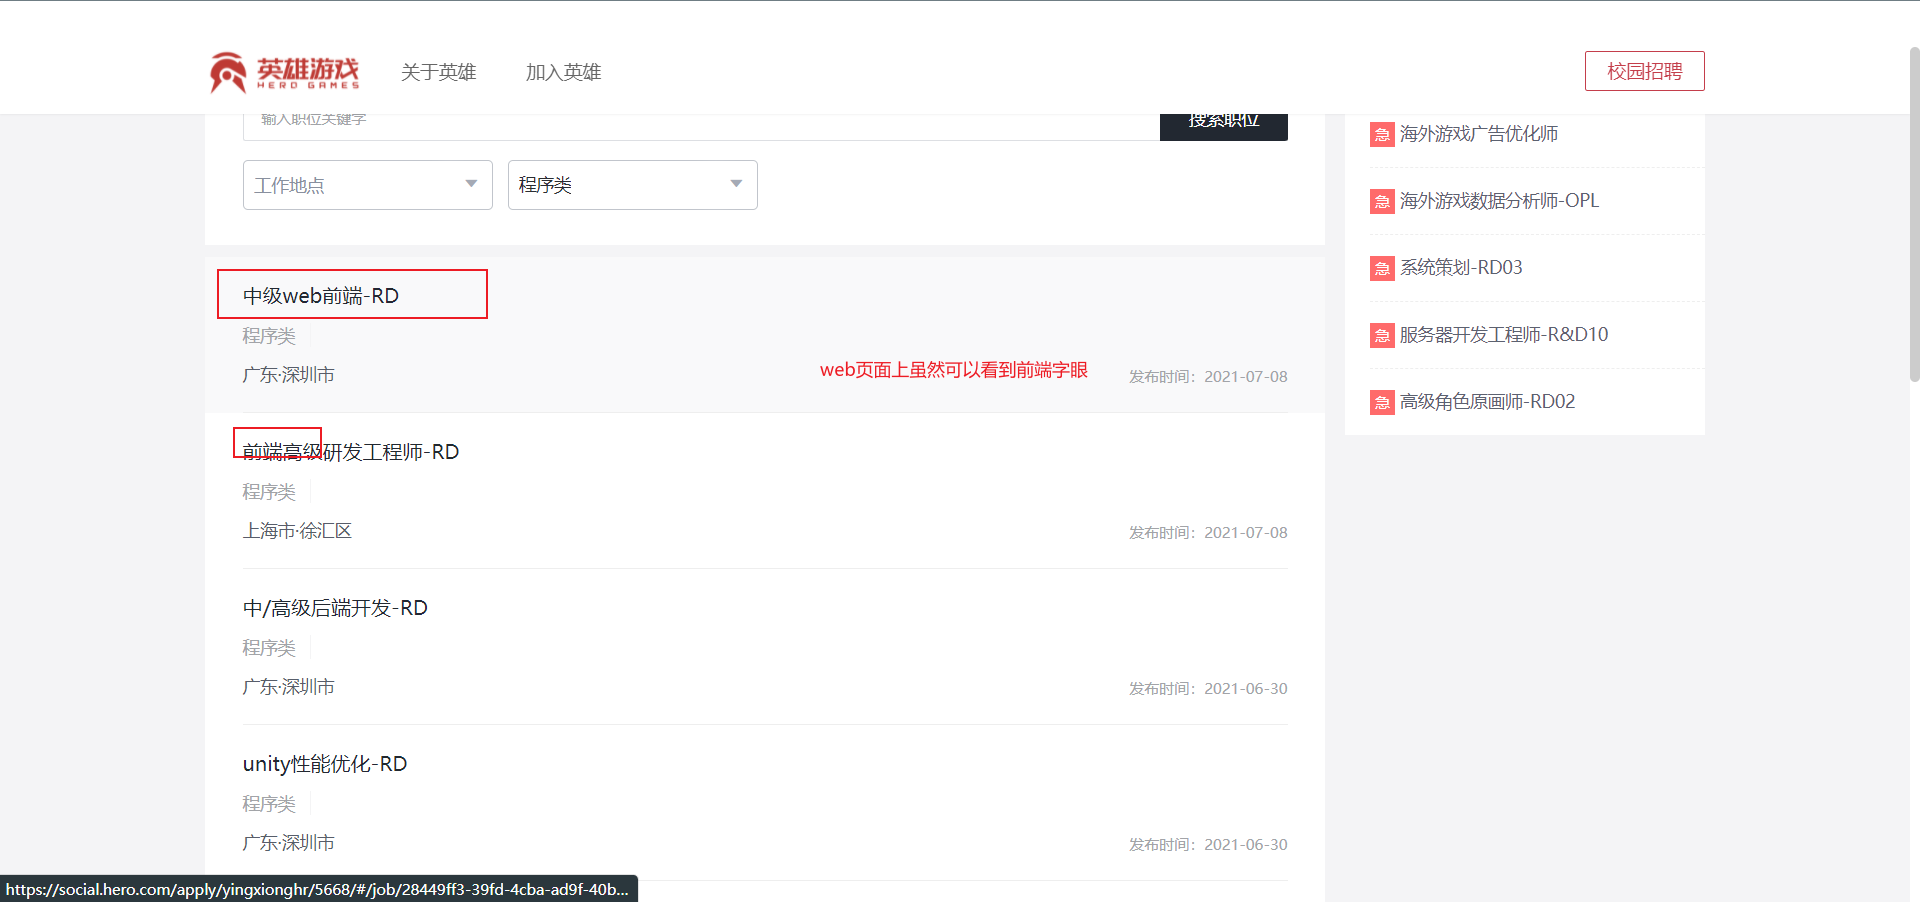 英雄游戏
HERO GAMES
关于英雄
加入英雄
校园招聘
输入职位关键字
搜索职位
工作地点
程序类
中级web前端-RD
程序类
广东·深圳市
web页面上虽然可以看到前端字眼
发布时间：2021-07-08
前端高级研发工程师-RD
程序类
上海市·徐汇区
发布时间：2021-07-08
中/高级后端开发-RD
程序类
广东·深圳市
发布时间：2021-06-30
unity性能优化-RD
程序类
广东·深圳市
发布时间：2021-06-30
急 海外游戏广告优化师
急 海外游戏数据分析师-OPL
急 系统策划-RD03
急 服务器开发工程师-R&D10
急 高级角色原画师-RD02
https://social.hero.com/apply/yingxionghr/5668/#/job/28449ff3-39fd-4cba-ad9f-40b...